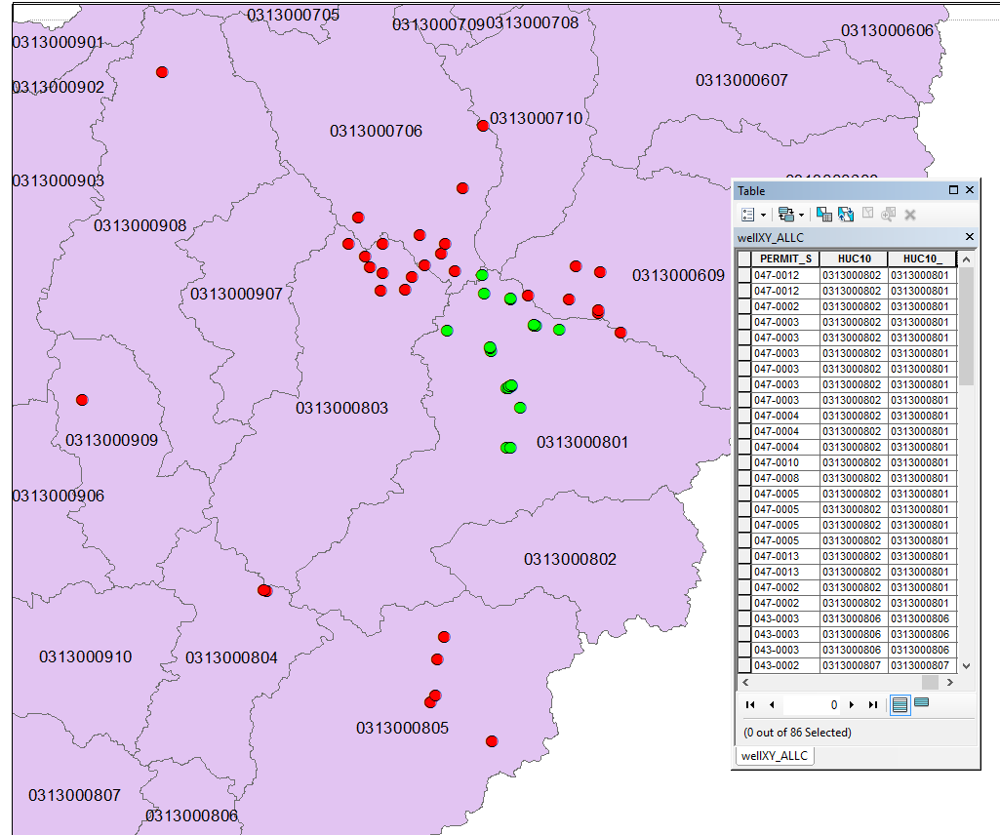 0313000705
0313000709
0313000708
0313000606
0313000901
0313000902
0313000607
0313000710
0313000706
0313000903
0313000908
0313000609
0313000907
0313000803
0313000909
0313000801
0313000906
0313000802
0313000910
0313000804
0313000805
0313000807
0313000806
Table
wellXY_ALLC
PERMIT_S HUC10 HUC10_
047-0012 0313000802 0313000801
047-0012 0313000802 0313000801
047-0002 0313000802 0313000801
047-0003 0313000802 0313000801
047-0003 0313000802 0313000801
047-0003 0313000802 0313000801
047-0003 0313000802 0313000801
047-0003 0313000802 0313000801
047-0003 0313000802 0313000801
047-0004 0313000802 0313000801
047-0004 0313000802 0313000801
047-0004 0313000802 0313000801
047-0010 0313000802 0313000801
047-0008 0313000802 0313000801
047-0005 0313000802 0313000801
047-0005 0313000802 0313000801
047-0005 0313000802 0313000801
047-0005 0313000802 0313000801
047-0013 0313000802 0313000801
047-0013 0313000802 0313000801
047-0002 0313000802 0313000801
047-0002 0313000802 0313000801
043-0003 0313000806 0313000806
043-0003 0313000806 0313000806
043-0003 0313000806 0313000806
043-0002 0313000807 0313000807
0
(0 out of 86 Selected)
wellXY_ALLC